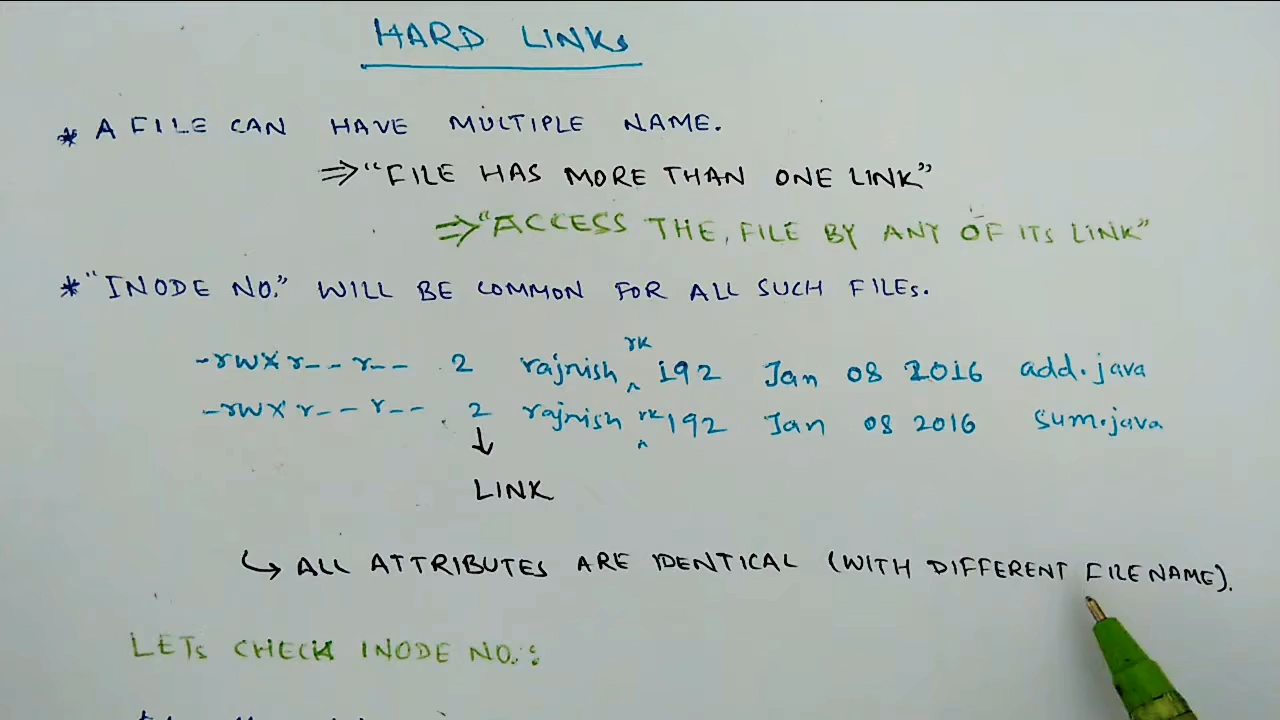 HARD LINKs
* A FILE CAN HAVE MULTIPLE NAME.
⇒ "FILE HAS MORE THAN ONE LINK"
⇒ "ACCESS THE, FILE BY ANY OF ITS LINK"
* "INODE NO." WILL BE COMMON FOR ALL SUCH FILEs.
-rwxr--r-- 2 rajnish rk 192 Jan 08 2016 add.java
-rwxr--r-- 2 rajnish rk 192 Jan 08 2016 sum.java
↓
LINK
↳ ALL ATTRIBUTES ARE IDENTICAL (WITH DIFFERENT FILE NAME).
LETs CHECK INODE NO.: